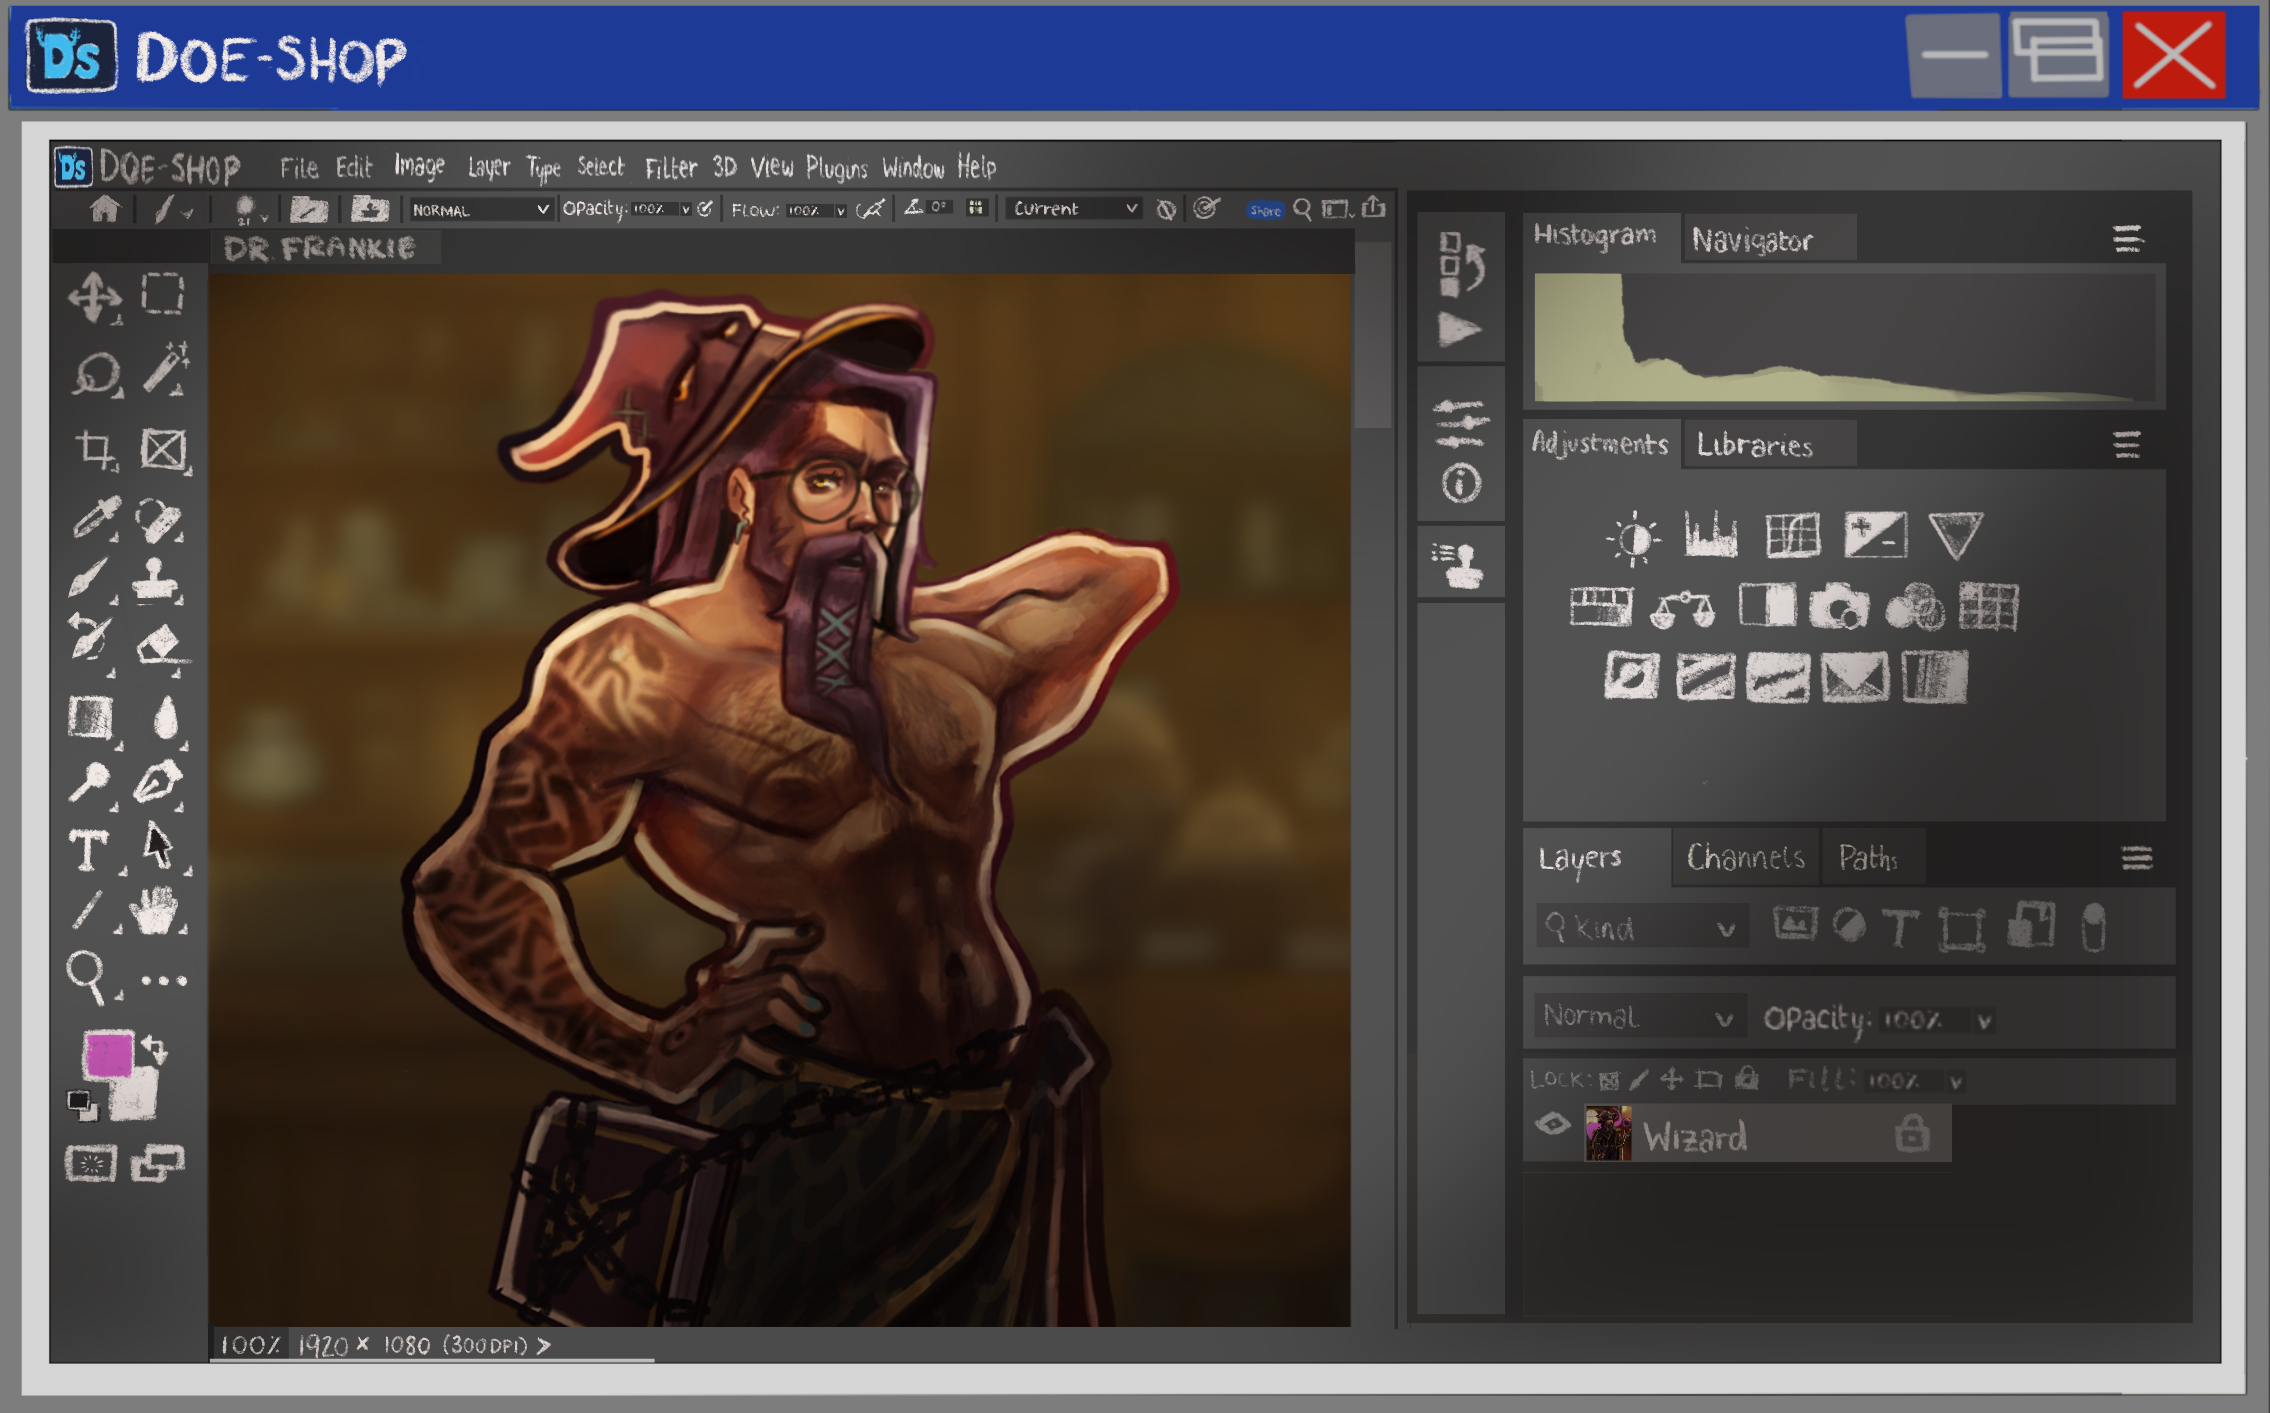 Ds DOE-SHOP
Ds DOE-SHOP File Edit Image Layer Type Select Filter 3D View Plugins Window Help
21 NORMAL OPacity: 100% FLOW: 100% 0° Current Share
DR. FRANKIE
Histogram Navigator
Adjustments Libraries
T
Layers Channels Paths
Kind T
Normal OPacity: 100%
LOCK: Fill: 100%
Wizard
100% 1920 x 1080 (300DPI) >